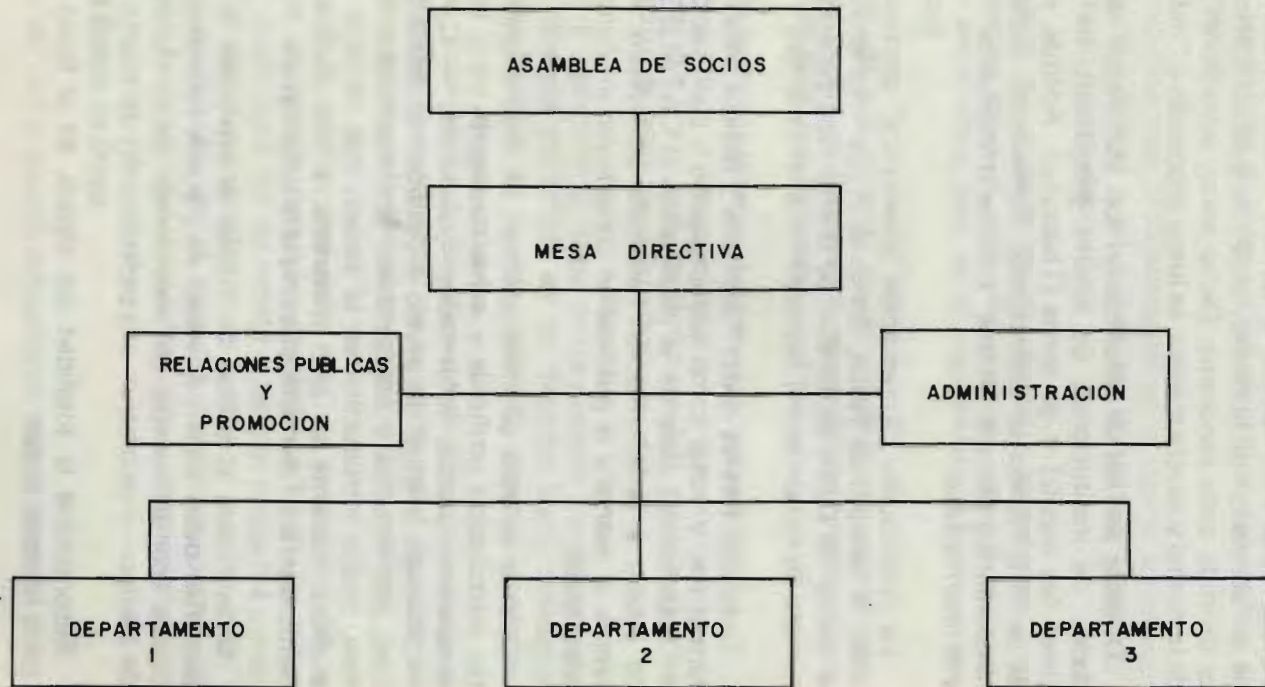 ASAMBLEA DE SOCIOS
MESA DIRECTIVA
RELACIONES PUBLICAS
Y
PROMOCION
ADMINISTRACION
DEPARTAMENTO
1
DEPARTAMENTO
2
DEPARTAMENTO
3